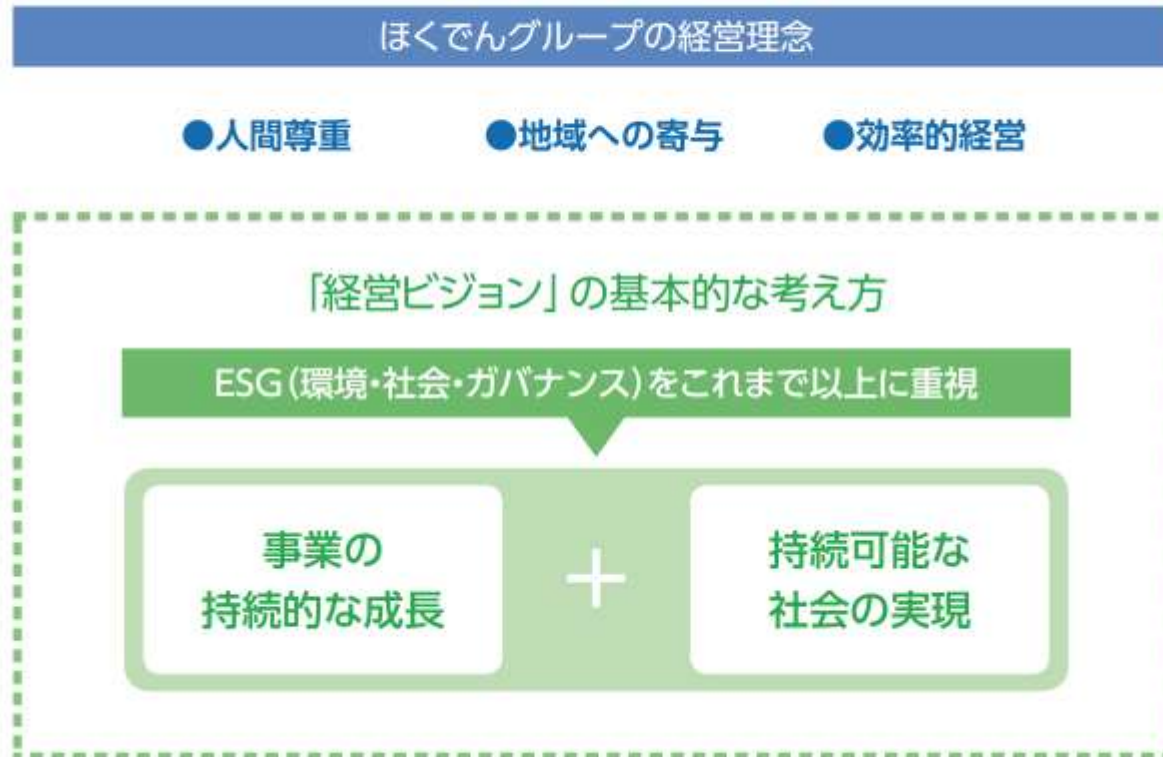 ほくでんグループの経営理念
●人間尊重 ●地域への寄与 ●効率的経営
「経営ビジョン」の基本的な考え方
ESG(環境・社会・ガバナンス)をこれまで以上に重視
事業の
持続的な成長
+
持続可能な
社会の実現